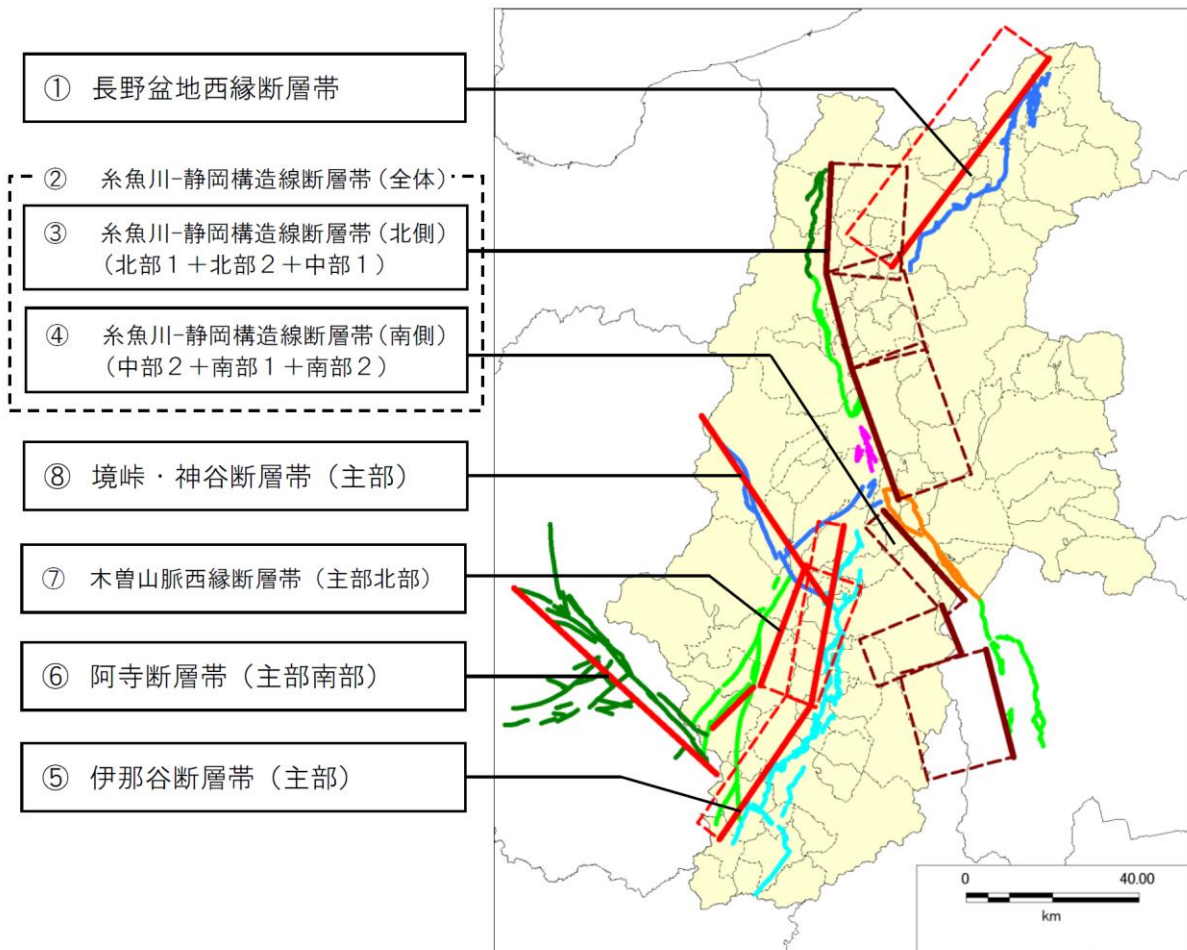 ① 長野盆地西縁断層帯
② 糸魚川-静岡構造線断層帯(全体)
③ 糸魚川-静岡構造線断層帯(北側)
(北部1+北部2+中部1)
④ 糸魚川-静岡構造線断層帯(南側)
(中部2+南部1+南部2)
⑧ 境峠・神谷断層帯(主部)
⑦ 木曽山脈西縁断層帯(主部北部)
⑥ 阿寺断層帯(主部南部)
⑤ 伊那谷断層帯(主部)
0 40.00
km